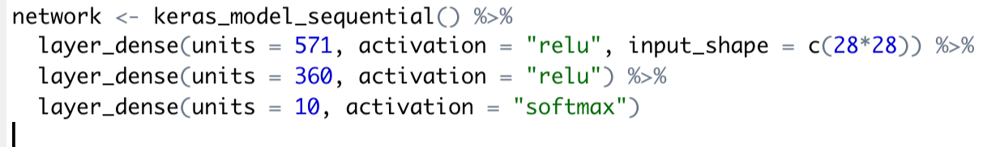 network <- keras_model_sequential() %>%
layer_dense(units = 571, activation = "relu", input_shape = c(28*28)) %>%
layer_dense(units = 360, activation = "relu") %>%
layer_dense(units = 10, activation = "softmax")